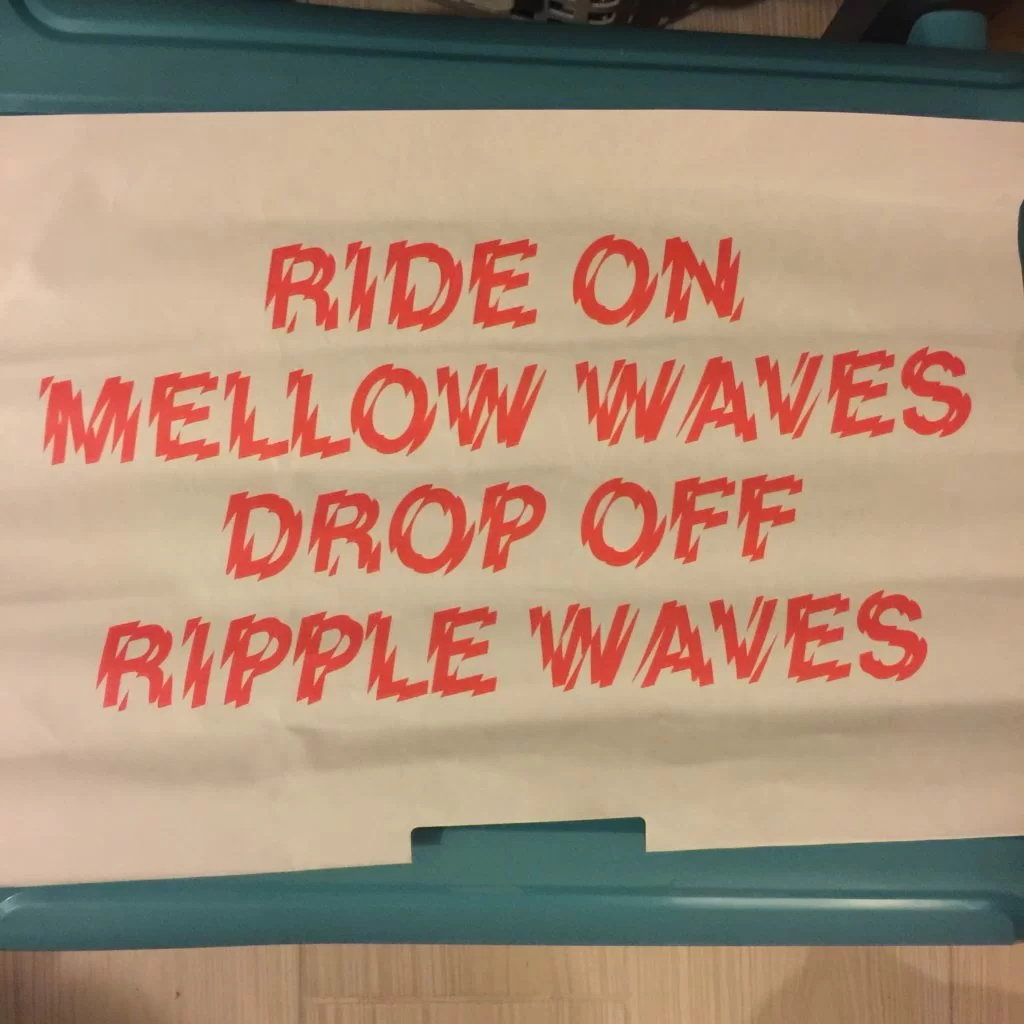 RIDE ON
MELLOW WAVES
DROP OFF
RIPPLE WAVES